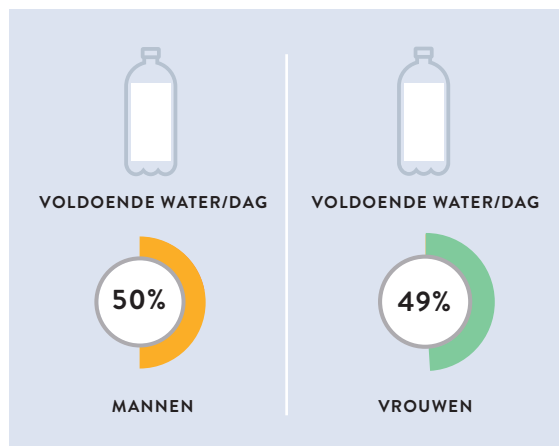 VOLDOENDE WATER/DAG
50%
MANNEN
VOLDOENDE WATER/DAG
49%
VROUWEN